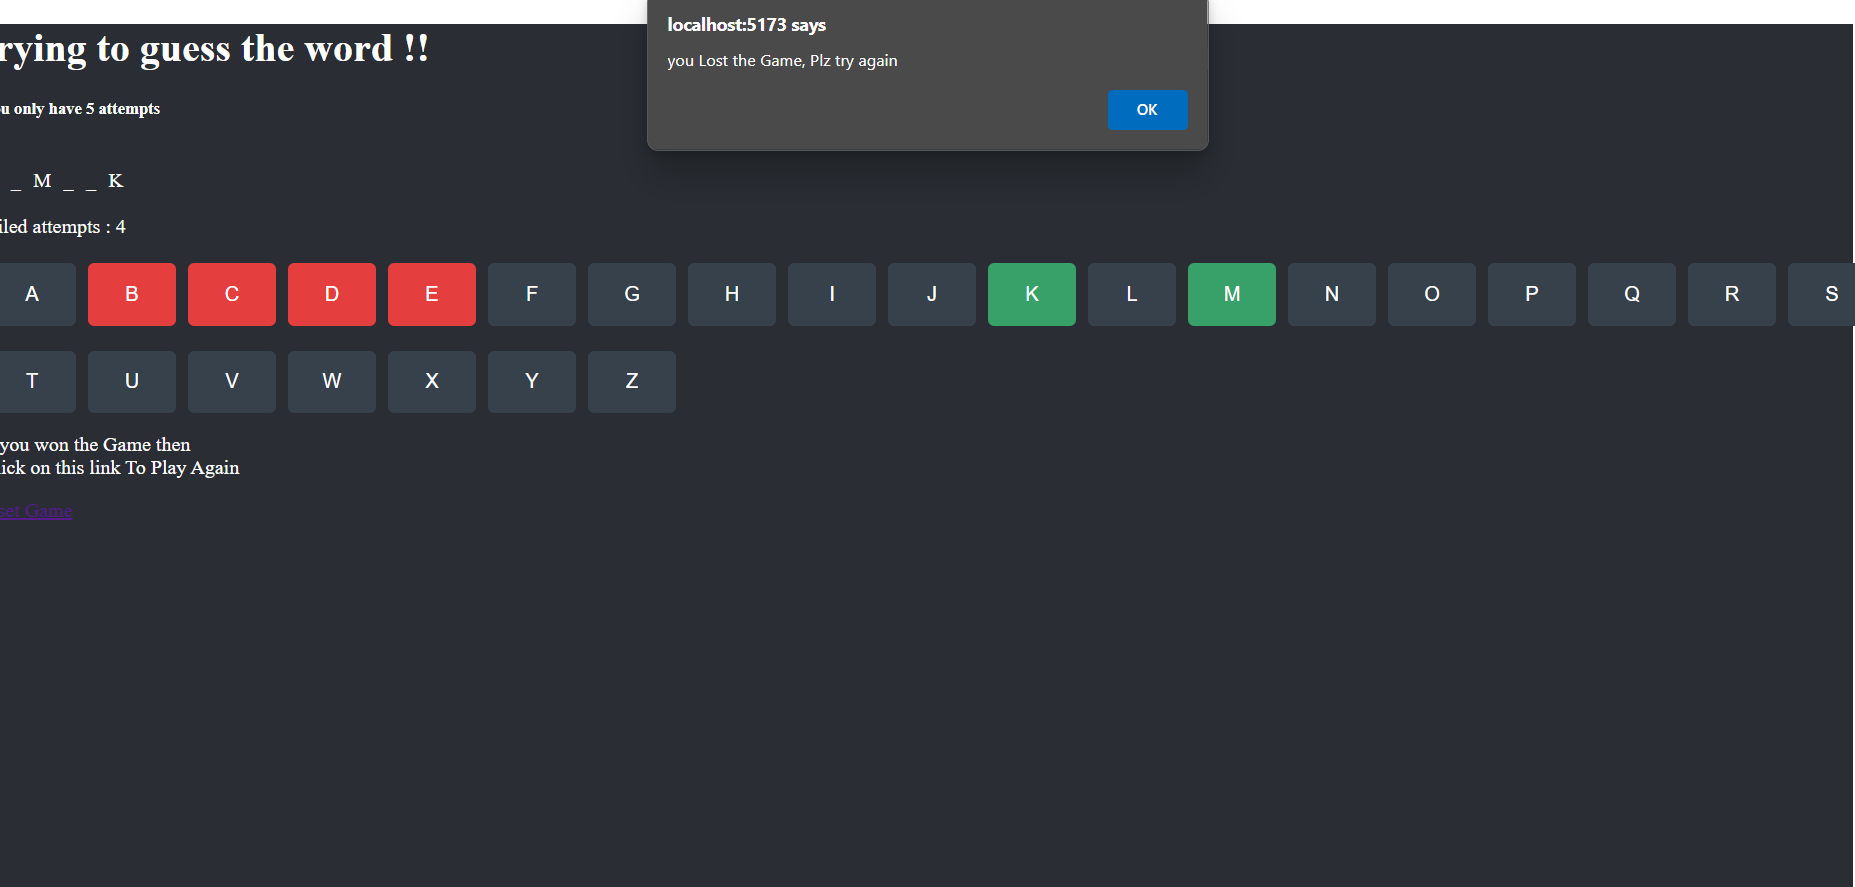 localhost:5173 says
you Lost the Game, Plz try again
OK
rying to guess the word !!
u only have 5 attempts
_ M _ _ K
iled attempts : 4
A B C D E F G H I J K L M N O P Q R S
T U V W X Y Z
you won the Game then
ick on this link To Play Again
set Game